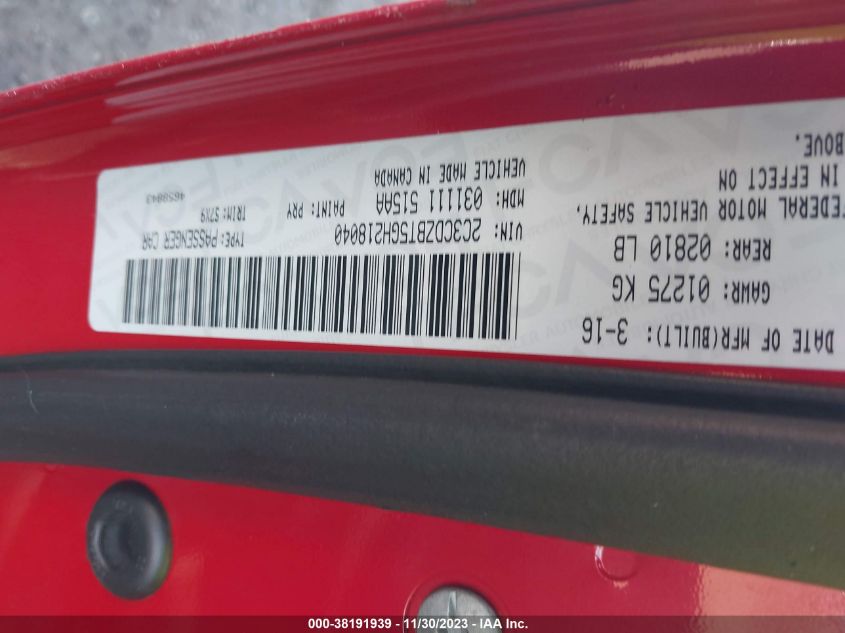 DATE OF MFR(BUILT): 3-16
GAWR: 01275 KG
REAR: 02810 LB
FEDERAL MOTOR VEHICLE SAFETY,
IN EFFECT ON
BOVE.
VIN: 2C3CDZBT5GH218040
TYPE: PASSENGER CAR
MDH: 031111 515AA
PAINT: PRY
TRIM: S7X9
VEHICLE MADE IN CANADA
4659843
000-38191939 - 11/30/2023 - © IAA Inc.